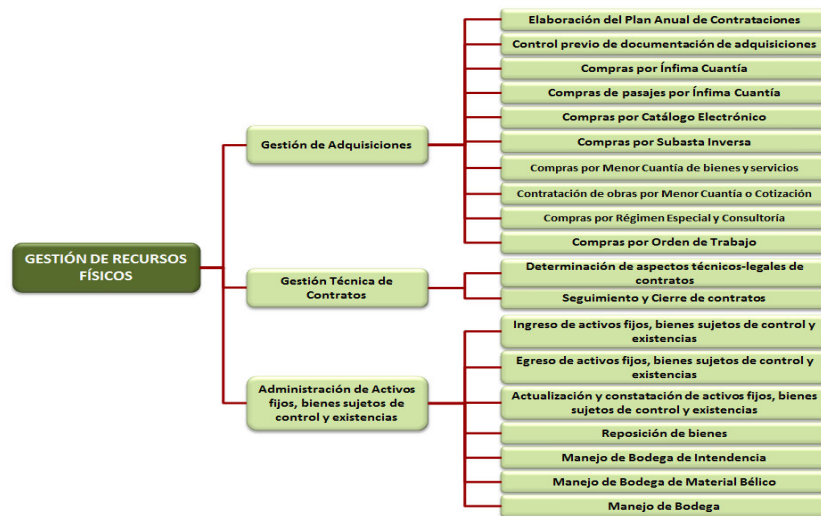 GESTIÓN DE RECURSOS
FÍSICOS
Gestión de Adquisiciones
Elaboración del Plan Anual de Contrataciones
Control previo de documentación de adquisiciones
Compras por Ínfima Cuantía
Compras de pasajes por Ínfima Cuantía
Compras por Catálogo Electrónico
Compras por Subasta Inversa
Compras por Menor Cuantía de bienes y servicios
Contratación de obras por Menor Cuantía o Cotización
Compras por Régimen Especial y Consultoría
Compras por Orden de Trabajo
Gestión Técnica de
Contratos
Determinación de aspectos técnicos-legales de
contratos
Seguimiento y Cierre de contratos
Administración de Activos
fijos, bienes sujetos de
control y existencias
Ingreso de activos fijos, bienes sujetos de control y
existencias
Egreso de activos fijos, bienes sujetos de control y
existencias
Actualización y constatación de activos fijos, bienes
sujetos de control y existencias
Reposición de bienes
Manejo de Bodega de Intendencia
Manejo de Bodega de Material Bélico
Manejo de Bodega